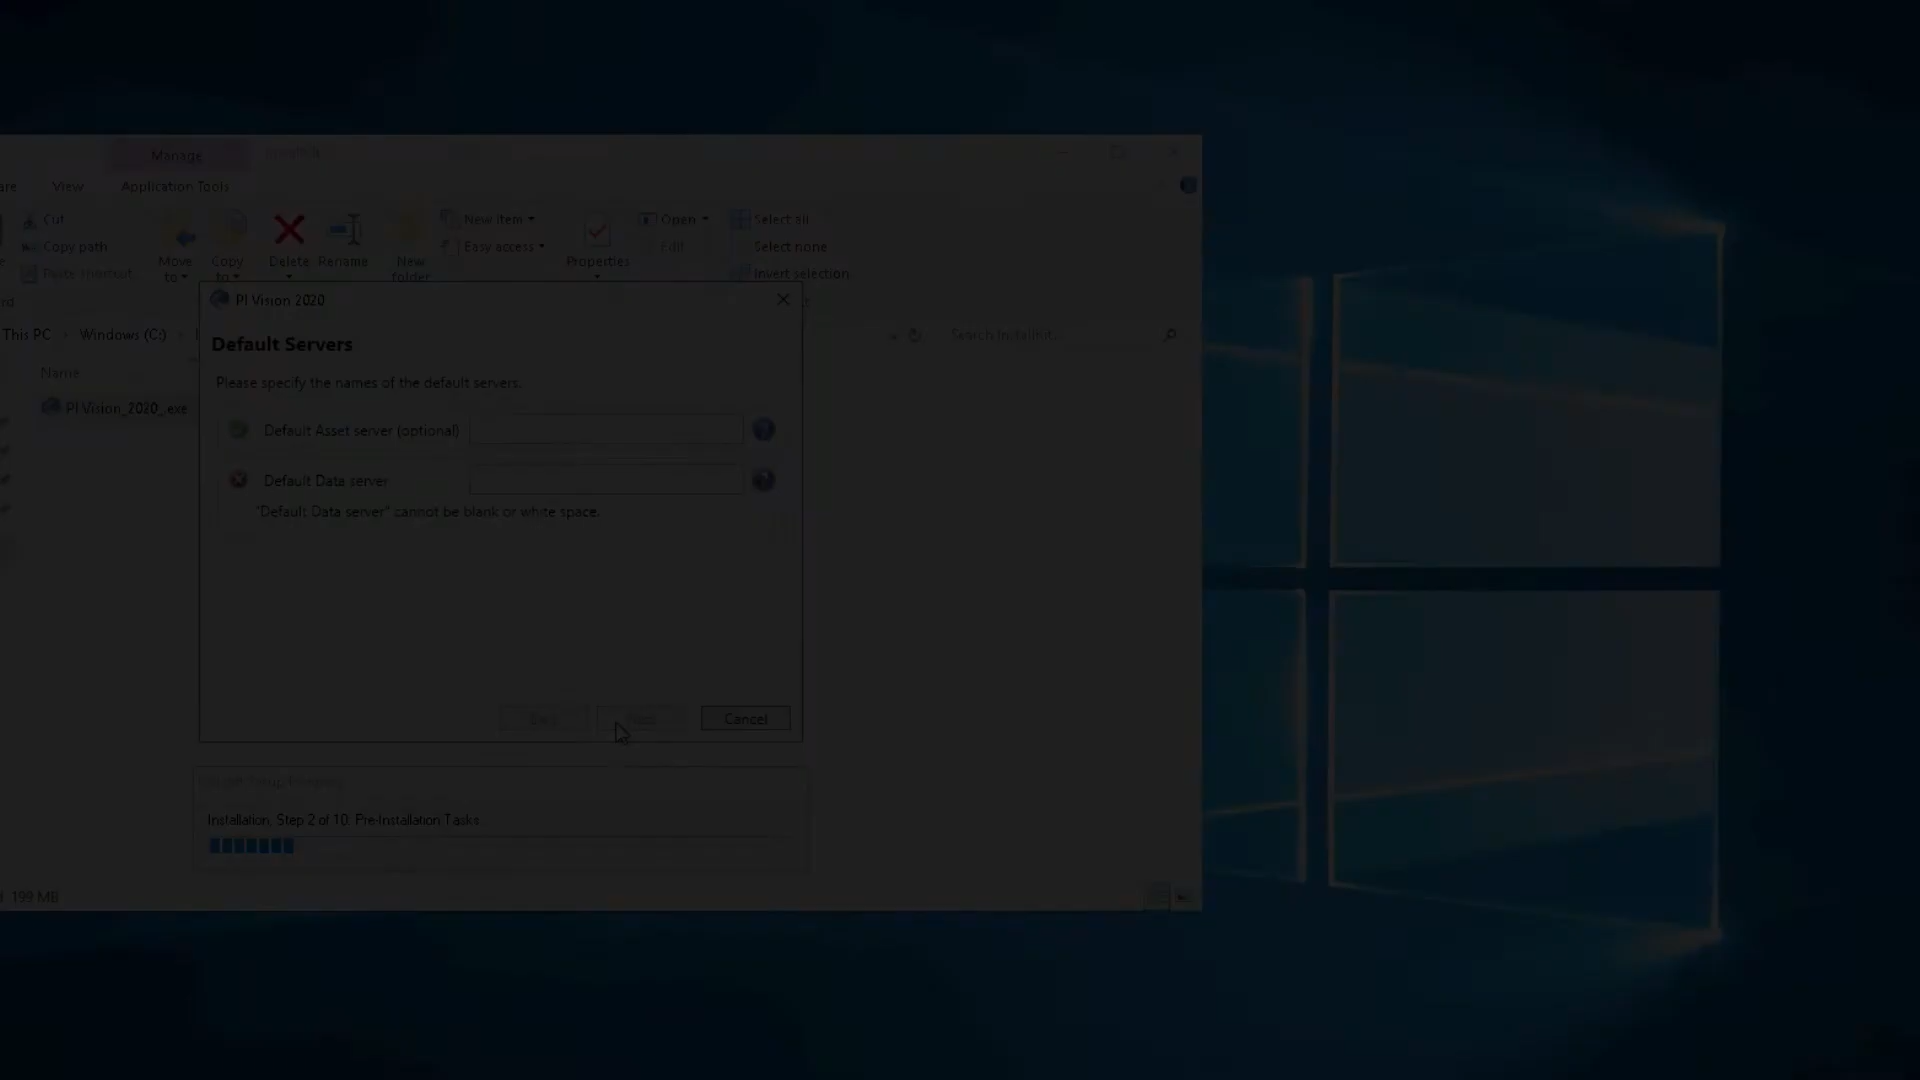 Manage
View
Application Tools
Cut
Copy path
Paste shortcut
Move to
Copy to
Delete
Rename
New folder
New item
Easy access
Properties
Open
Edit
Select all
Select none
Invert selection
This PC
Windows (C:)
Name
PI Vision_2020_.exe
PI Vision 2020
Default Servers
Please specify the names of the default servers.
Default Asset server (optional)
Default Data server
"Default Data server" cannot be blank or white space.
Cancel
Installation, Step 2 of 10: Pre-Installation Tasks
199 MB